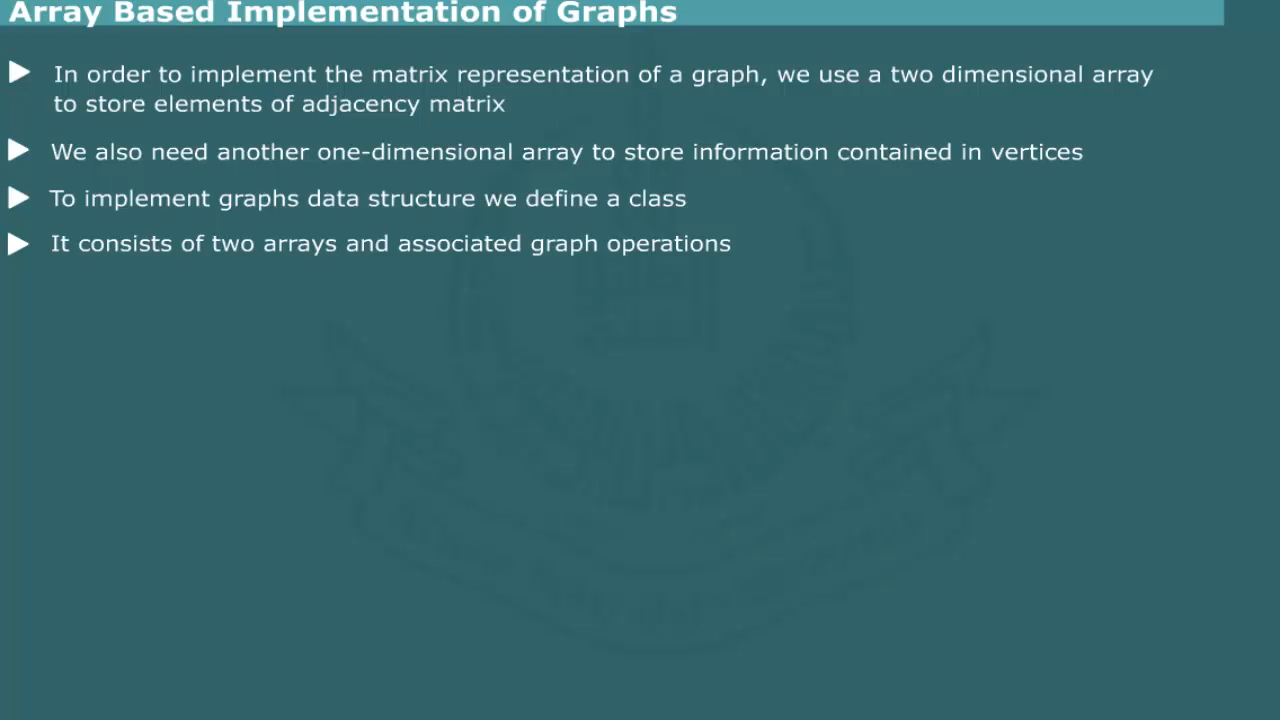 Array Based Implementation of Graphs
In order to implement the matrix representation of a graph, we use a two dimensional array
to store elements of adjacency matrix
We also need another one-dimensional array to store information contained in vertices
To implement graphs data structure we define a class
It consists of two arrays and associated graph operations